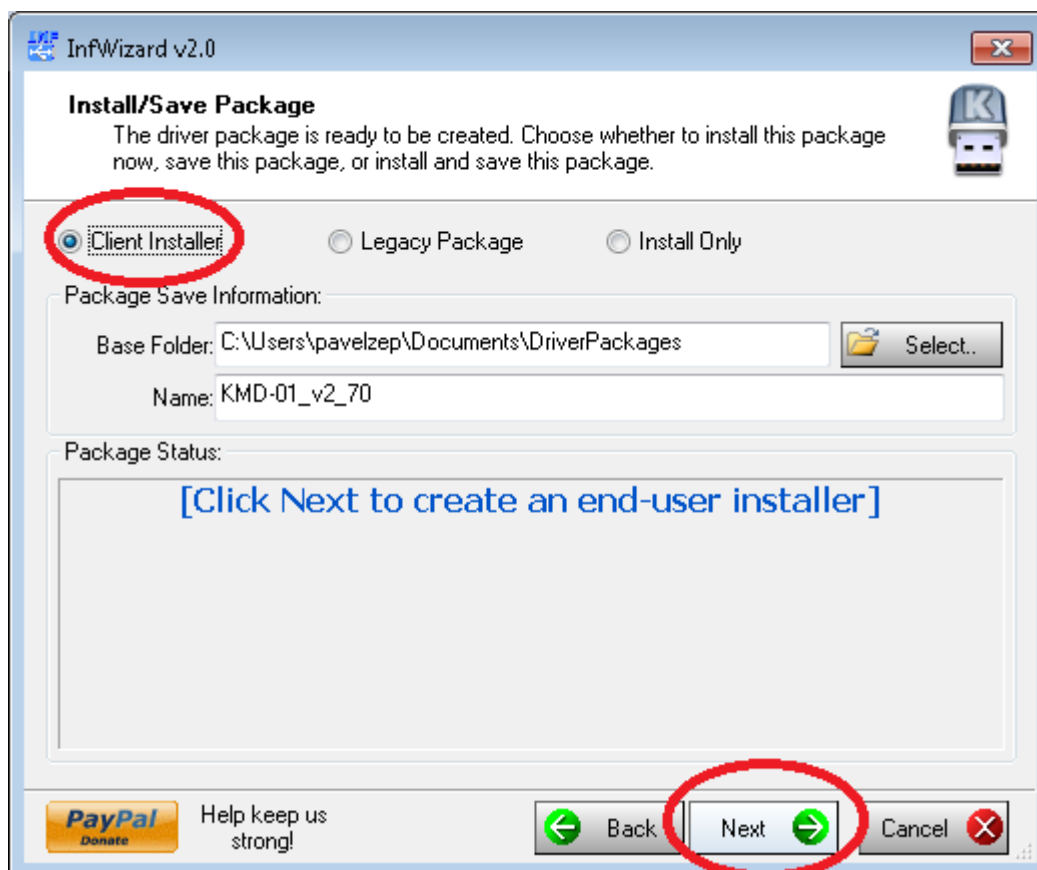 InfWizard v2.0
Install/Save Package
The driver package is ready to be created. Choose whether to install this package
now, save this package, or install and save this package.
K
Client Installer Legacy Package Install Only
Package Save Information:
Base Folder: C:\Users\pavelzep\Documents\DriverPackages Select..
Name: KMD-01_v2_70
Package Status:
[Click Next to create an end-user installer]
PayPal
Donate
Help keep us
strong!
Back Next Cancel